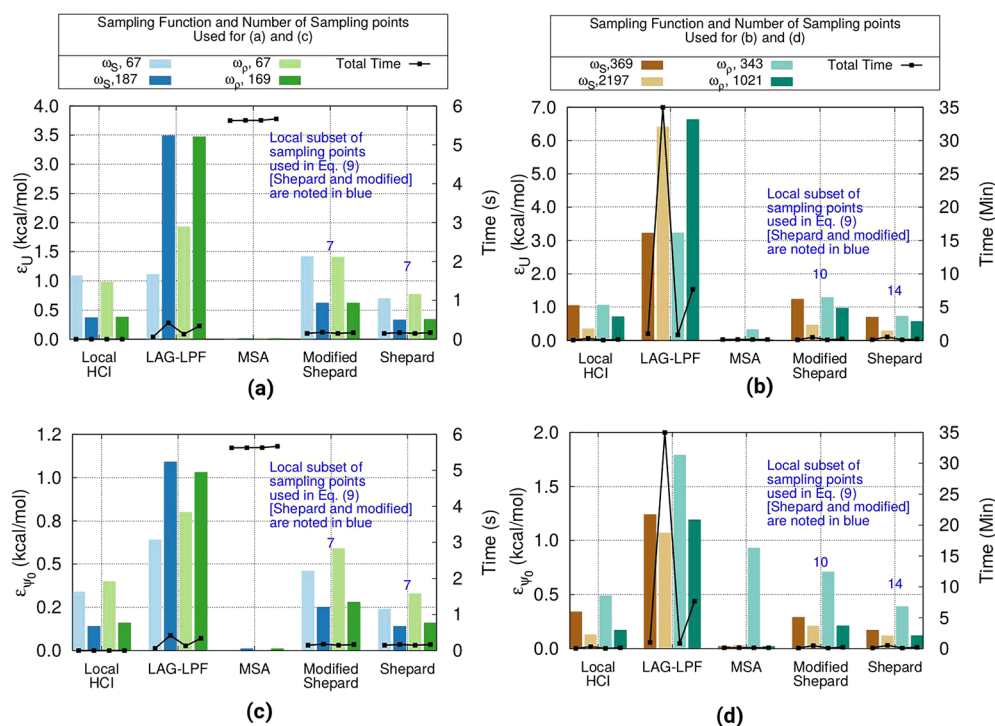 (a)
Sampling Function and Number of Sampling points
Used for (a) and (c)
ωS, 67
ωρ, 67
Total Time
ωS,187
ωρ, 169
4.0
3.5
3.0
2.5
2.0
1.5
1.0
0.5
0.0
εU (kcal/mol)
6
5
4
3
2
1
0
Time (s)
Local subset of
sampling points
used in Eq. (9)
[Shepard and modified]
are noted in blue
7
7
Local
HCI
LAG-LPF
MSA
Modified
Shepard
Shepard
(a)
(b)
Sampling Function and Number of Sampling points
Used for (b) and (d)
ωS,369
ωρ, 343
Total Time
ωS,2197
ωρ, 1021
7.0
6.0
5.0
4.0
3.0
2.0
1.0
0.0
εU (kcal/mol)
35
30
25
20
15
10
5
0
Time (Min)
Local subset of
sampling points
used in Eq. (9)
[Shepard and modified]
are noted in blue
10
14
Local
HCI
LAG-LPF
MSA
Modified
Shepard
Shepard
(b)
1.2
1.0
0.8
0.5
0.2
0.0
εψ0 (kcal/mol)
6
5
4
3
2
1
0
Time (s)
Local subset of
sampling points
used in Eq. (9)
[Shepard and modified]
are noted in blue
7
7
Local
HCI
LAG-LPF
MSA
Modified
Shepard
Shepard
(c)
2.0
1.5
1.0
0.5
0.0
εψ0 (kcal/mol)
35
30
25
20
15
10
5
0
Time (Min)
Local subset of
sampling points
used in Eq. (9)
[Shepard and modified]
are noted in blue
10
14
Local
HCI
LAG-LPF
MSA
Modified
Shepard
Shepard
(d)